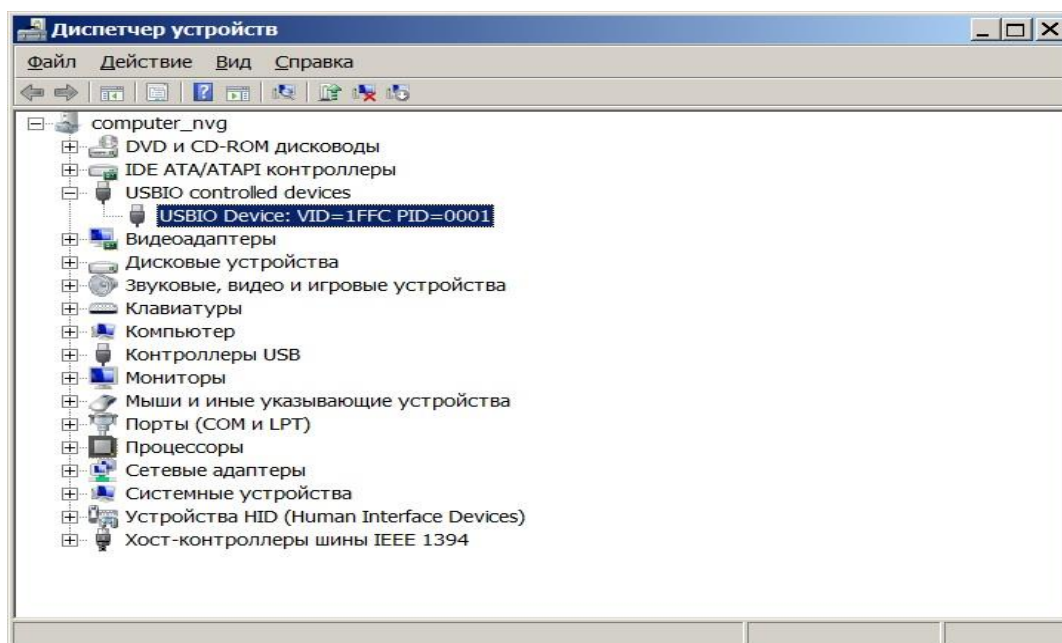 Диспетчер устройств
Файл Действие Вид Справка
computer_nvg
DVD и CD-ROM дисководы
IDE ATA/ATAPI контроллеры
USBIO controlled devices
USBIO Device: VID=1FFC PID=0001
Видеоадаптеры
Дисковые устройства
Звуковые, видео и игровые устройства
Клавиатуры
Компьютер
Контроллеры USB
Мониторы
Мыши и иные указывающие устройства
Порты (COM и LPT)
Процессоры
Сетевые адаптеры
Системные устройства
Устройства HID (Human Interface Devices)
Хост-контроллеры шины IEEE 1394